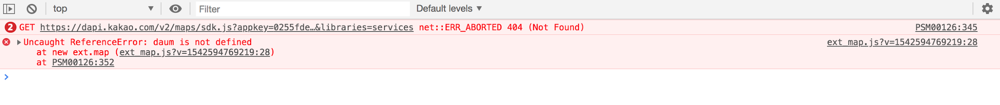 top Filter Default levels
2 GET https://dapi.kakao.com/v2/maps/sdk.js?appkey=0255fde…&libraries=services net::ERR_ABORTED 404 (Not Found) PSM00126:345
Uncaught ReferenceError: daum is not defined ext_map.js?v=1542594769219:28
at new ext.map (ext_map.js?v=1542594769219:28)
at PSM00126:352